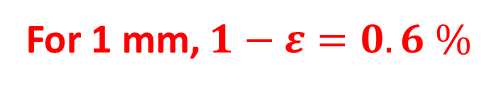 For 1 mm, 1 − ε = 0.6 %